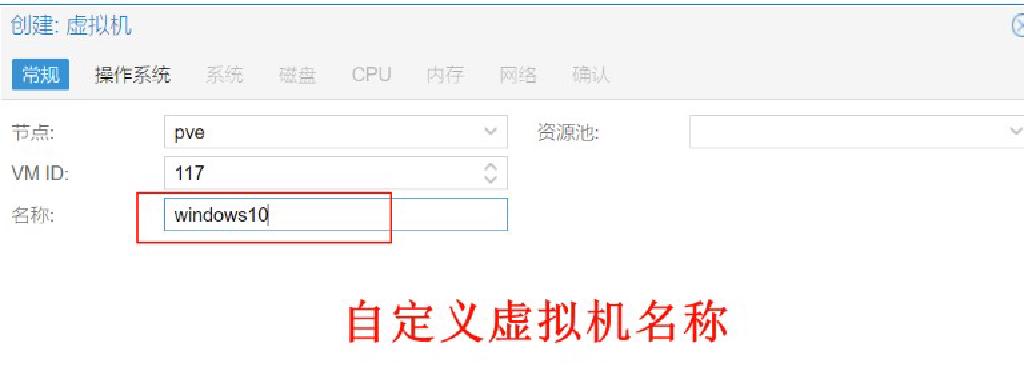 创建: 虚拟机
常规 操作系统 系统 磁盘 CPU 内存 网络 确认
节点: pve 资源池:
VM ID: 117
名称: windows10
自定义虚拟机名称